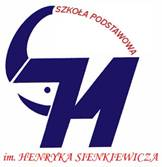 SZKOŁA PODSTAWOWA
im. HENRYKA SIENKIEWICZA